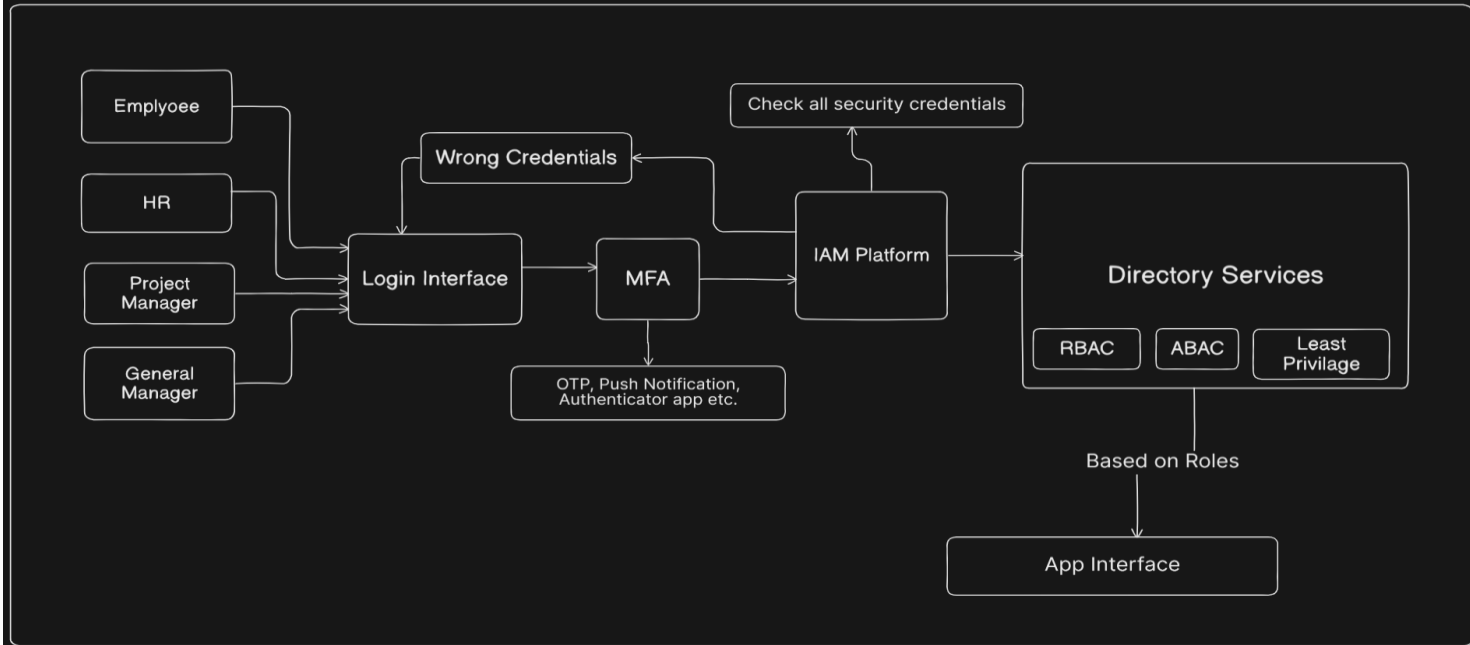 Emplyoee
HR
Project
Manager
General
Manager
Wrong Credentials
Login Interface
MFA
OTP, Push Notification,
Authenticator app etc.
Check all security credentials
IAM Platform
Directory Services
RBAC
ABAC
Least
Privilage
Based on Roles
App Interface